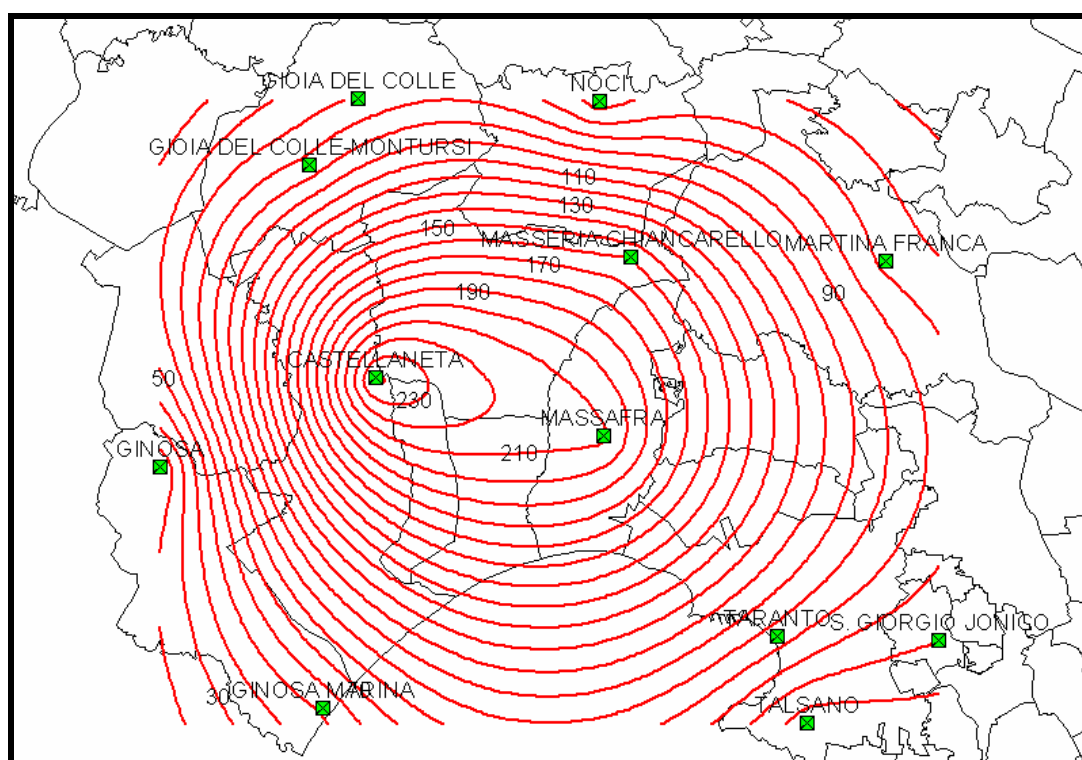 GIOIA DEL COLLE
NOCI
GIOIA DEL COLLE-MONTURSI
110
130
150
MASSERIA CHIANCARELLO
MARTINA FRANCA
170
190
90
CASTELLANETA
50
230
MASSAFRA
GINOSA
210
TARANTO
S. GIORGIO JONICO
GINOSA MARINA
70
30
TALSANO